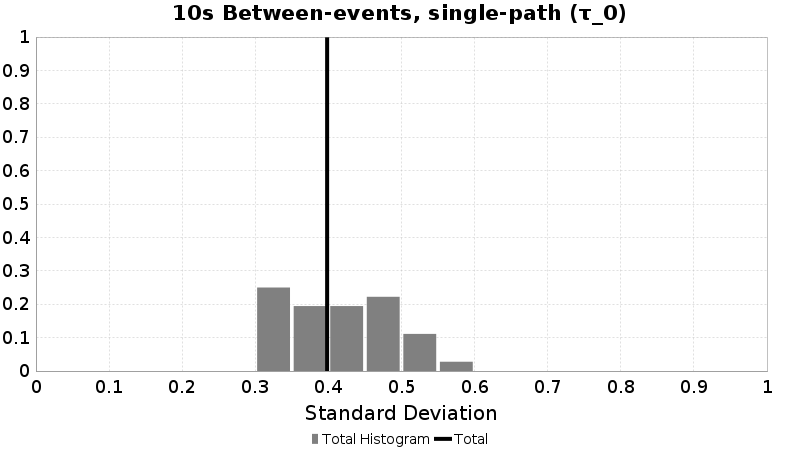 10s Between-events, single-path (τ_0)
1
0.9
0.8
0.7
0.6
0.5
0.4
0.3
0.2
0.1
0
0 0.1 0.2 0.3 0.4 0.5 0.6 0.7 0.8 0.9 1
Standard Deviation
Total Histogram Total